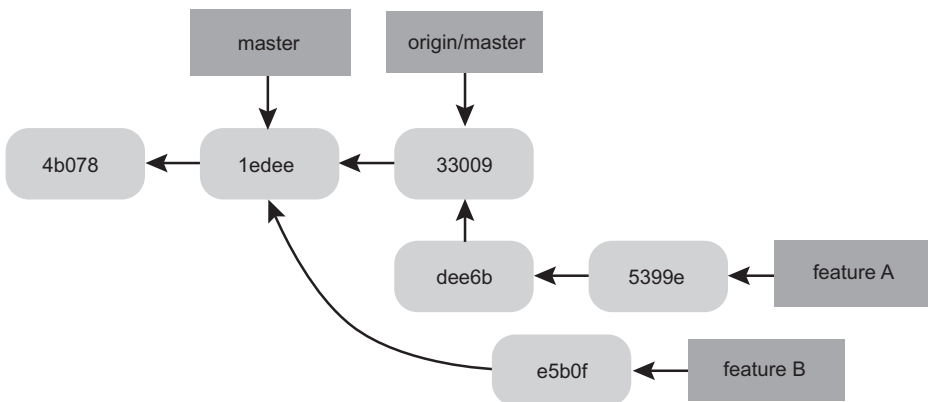 master
origin/master
4b078
1edee
33009
dee6b
5399e
feature A
e5b0f
feature B